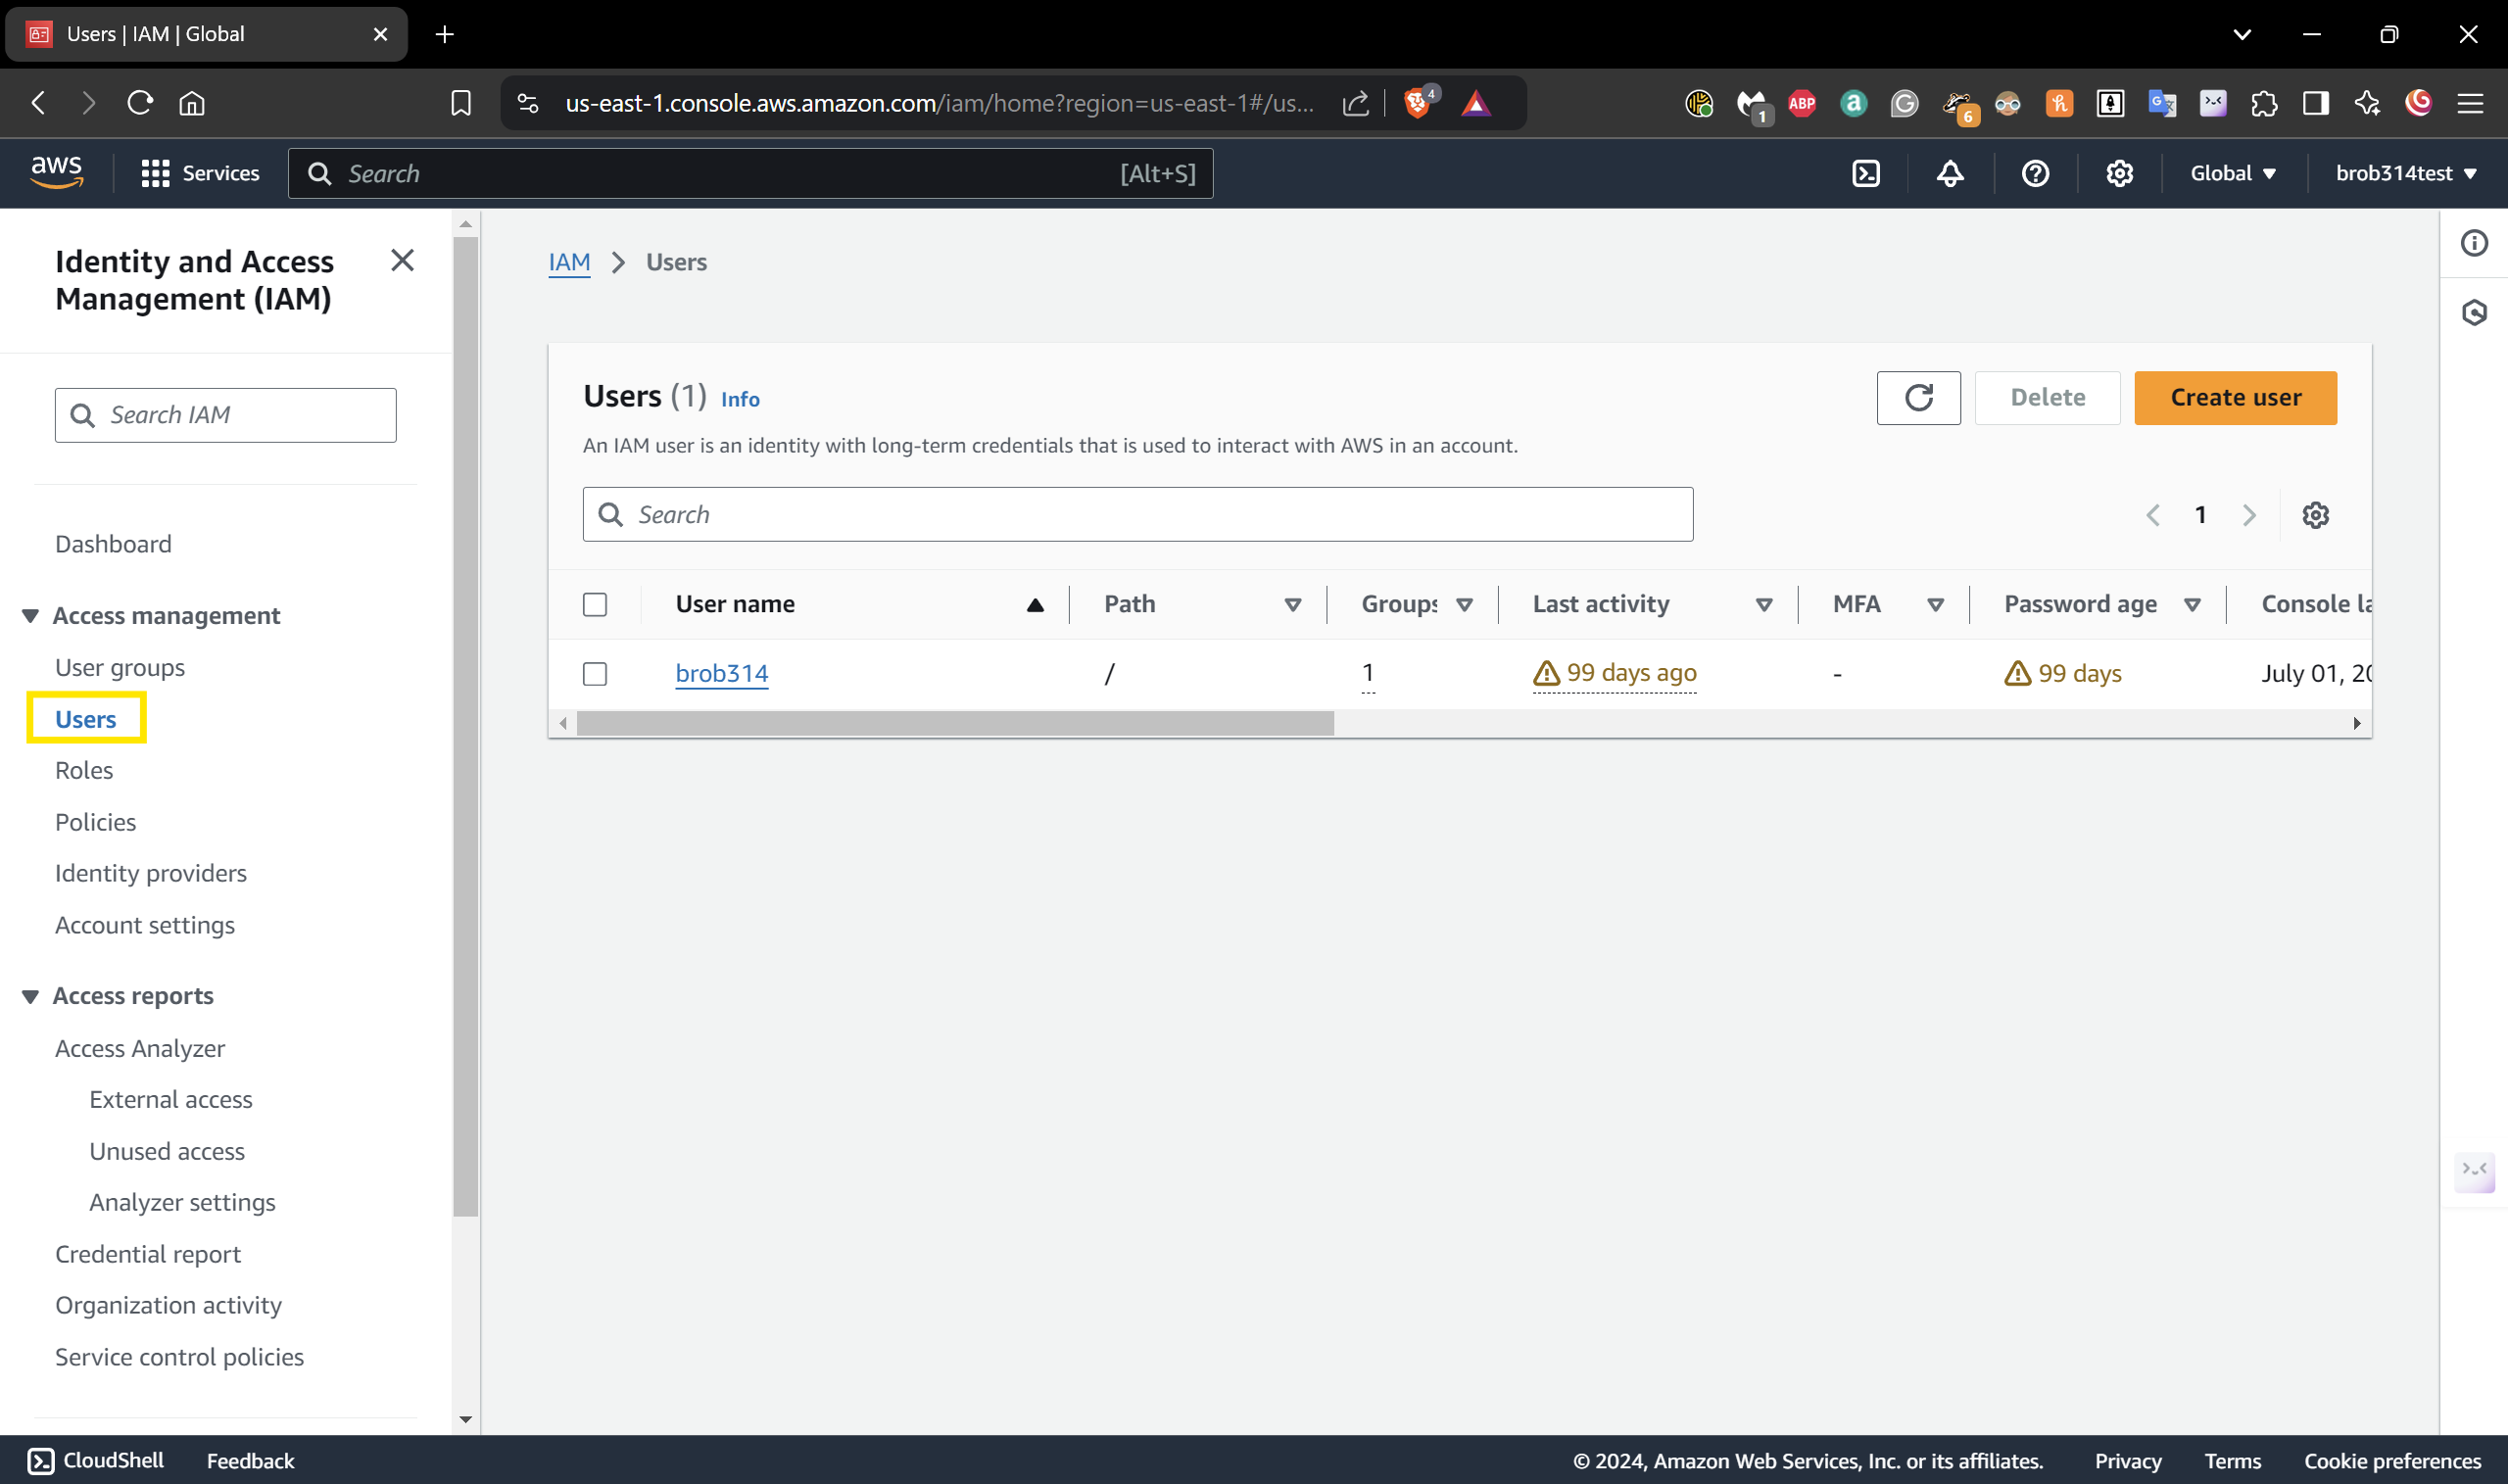 Users | IAM | Global
us-east-1.console.aws.amazon.com/iam/home?region=us-east-1#/us...
4
1
ABP
6
aws
Services
Search
[Alt+S]
Global
brob314test
Identity and Access
Management (IAM)
Search IAM
Dashboard
Access management
User groups
Users
Roles
Policies
Identity providers
Account settings
Access reports
Access Analyzer
External access
Unused access
Analyzer settings
Credential report
Organization activity
Service control policies
IAM > Users
Users (1) Info
Delete
Create user
An IAM user is an identity with long-term credentials that is used to interact with AWS in an account.
Search
1
User name Path Groups Last activity MFA Password age Console la
brob314 / 1 99 days ago - 99 days July 01, 20
CloudShell
Feedback
© 2024, Amazon Web Services, Inc. or its affiliates.
Privacy
Terms
Cookie preferences